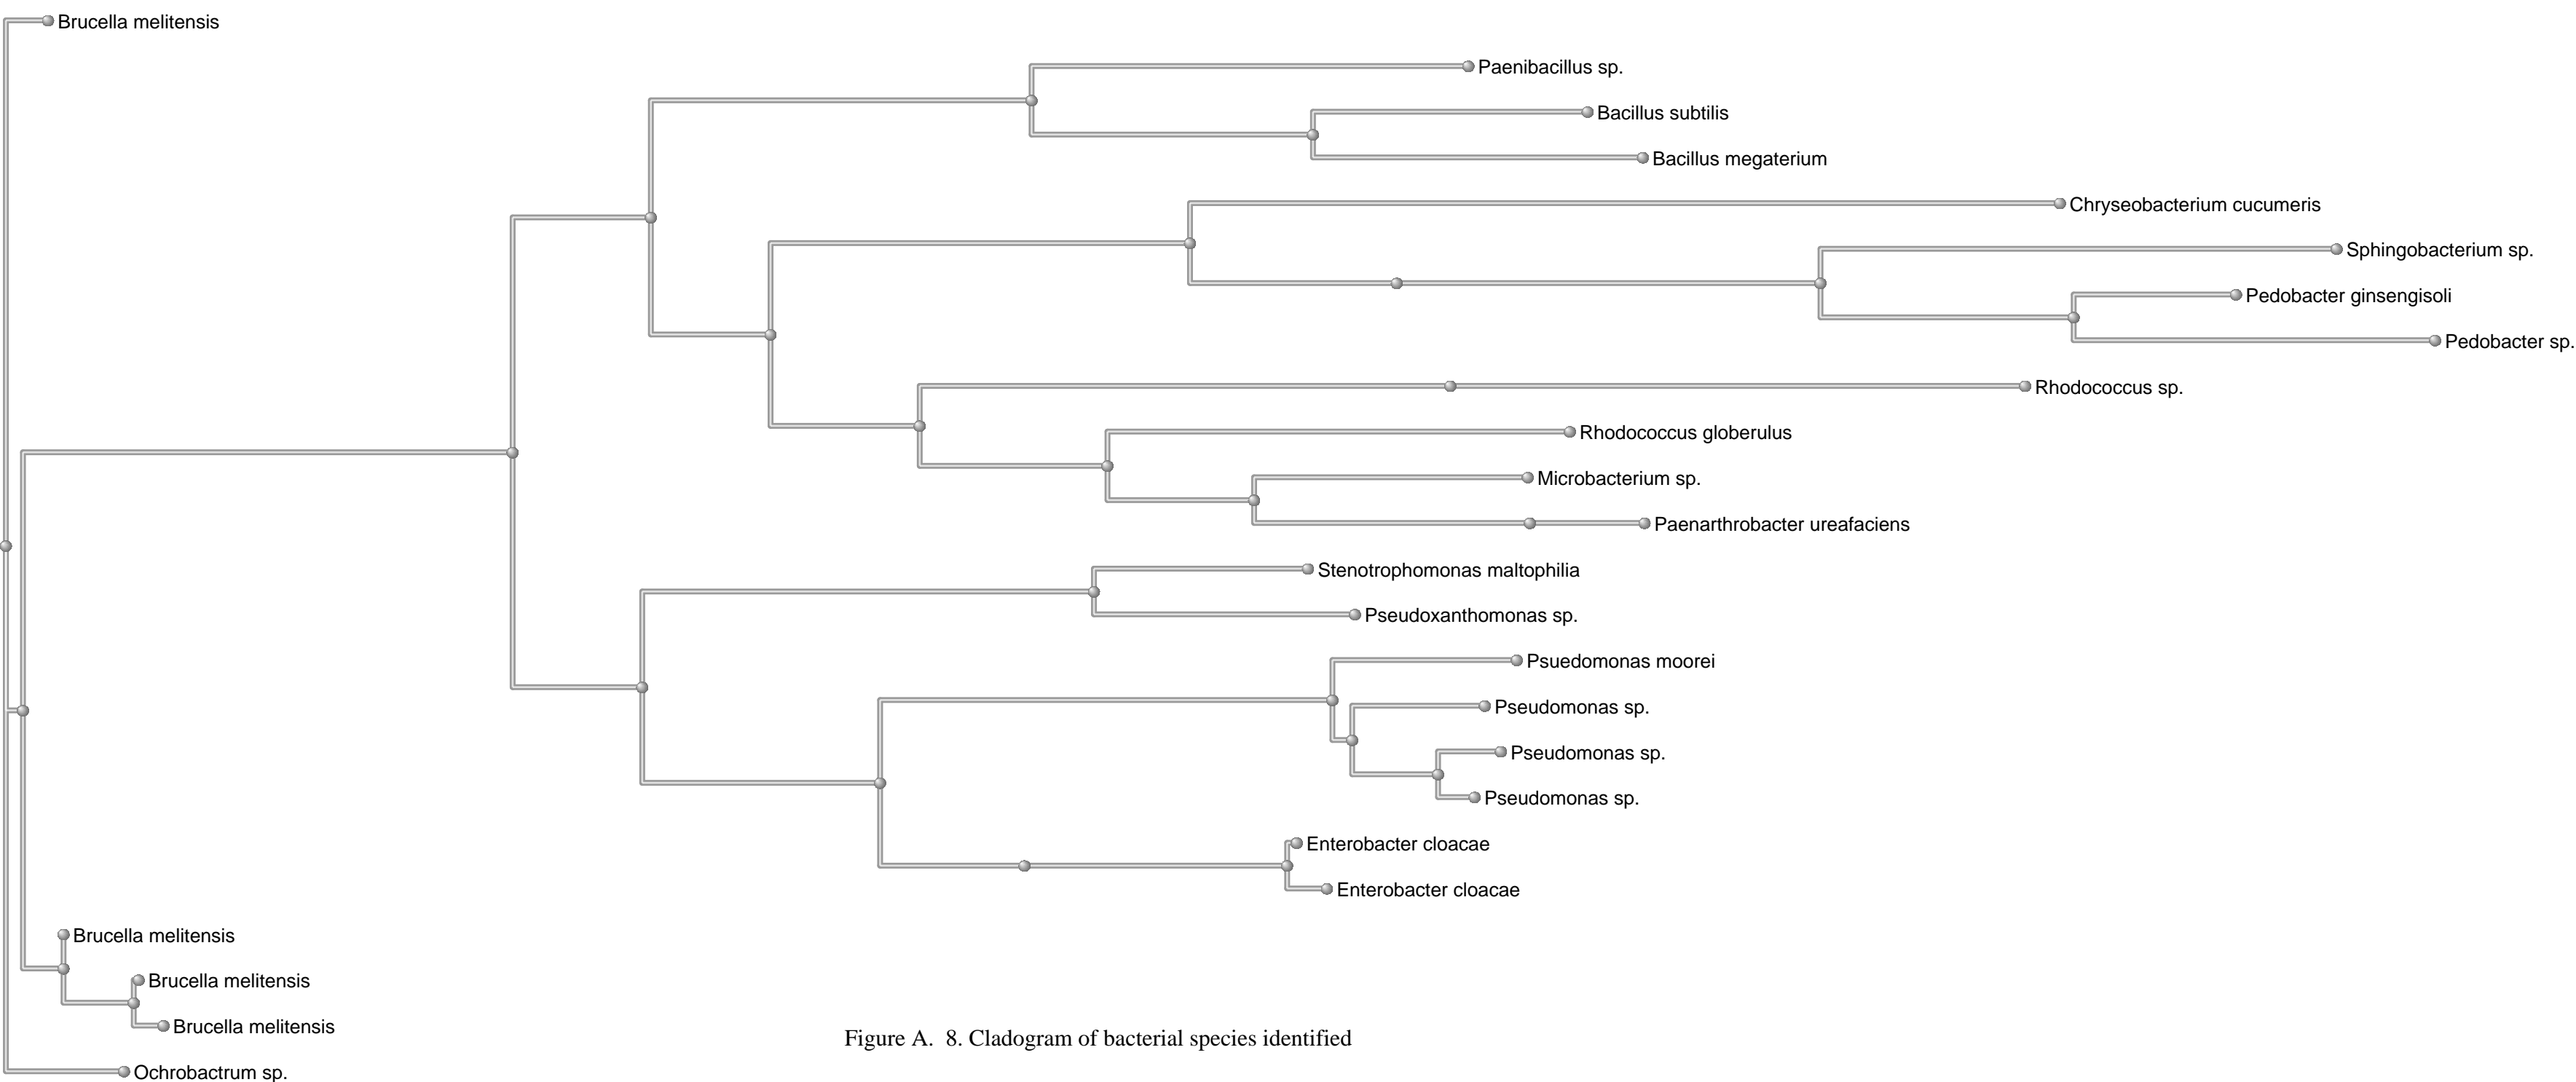 Brucella melitensis
Paenibacillus sp.
Bacillus subtilis
Bacillus megaterium
Chryseobacterium cucumeris
Sphingobacterium sp.
Pedobacter ginsengisoli
Pedobacter sp.
Rhodococcus sp.
Rhodococcus globerulus
Microbacterium sp.
Paenarthrobacter ureafaciens
Stenotrophomonas maltophilia
Pseudoxanthomonas sp.
Psuedomonas moorei
Pseudomonas sp.
Pseudomonas sp.
Pseudomonas sp.
Enterobacter cloacae
Enterobacter cloacae
Brucella melitensis
Brucella melitensis
Brucella melitensis
Figure A.  8. Cladogram of bacterial species identified
Ochrobactrum sp.